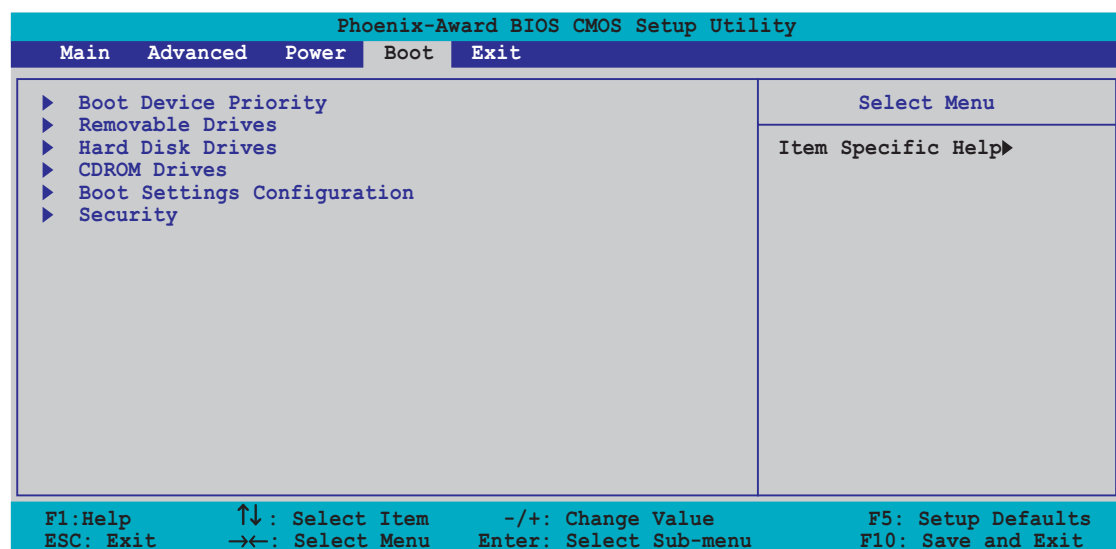 Phoenix-Award BIOS CMOS Setup Utility
Main Advanced Power Boot Exit
Boot Device Priority
Removable Drives
Hard Disk Drives
CDROM Drives
Boot Settings Configuration
Security
Select Menu
Item Specific Help
F1:Help ↑↓: Select Item -/+: Change Value F5: Setup Defaults
ESC: Exit →←: Select Menu Enter: Select Sub-menu F10: Save and Exit